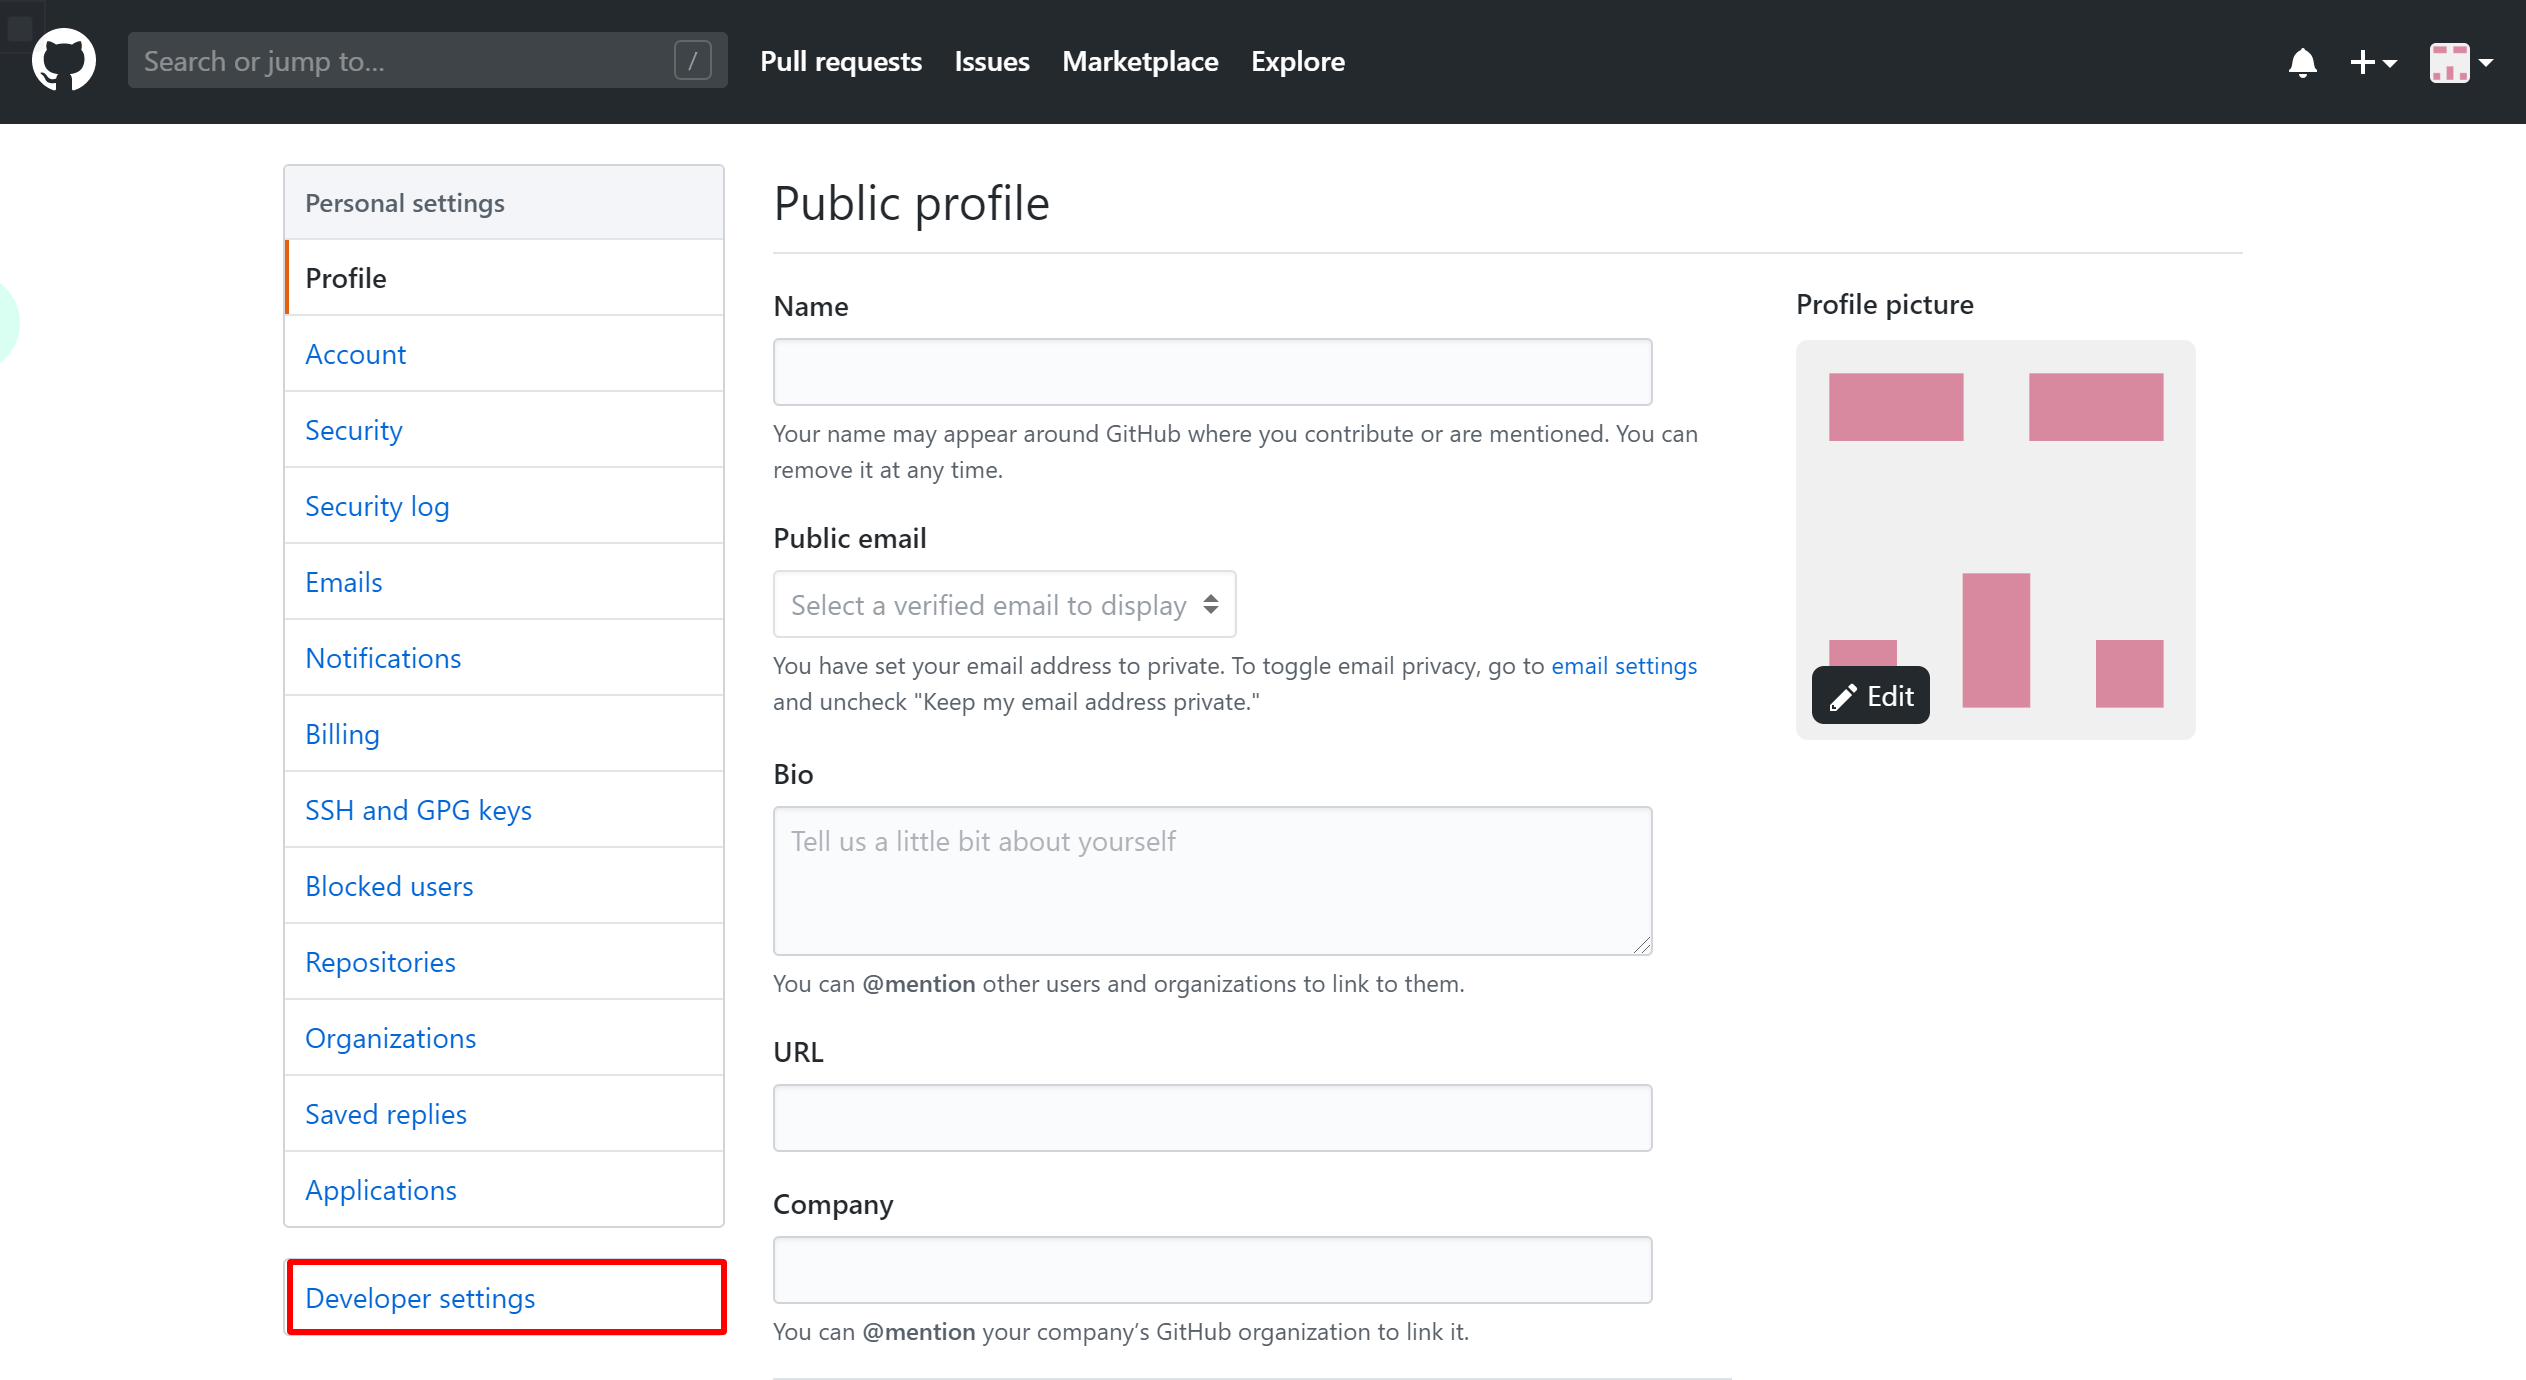 Search or jump to... /
Pull requests Issues Marketplace Explore
Personal settings
Profile
Account
Security
Security log
Emails
Notifications
Billing
SSH and GPG keys
Blocked users
Repositories
Organizations
Saved replies
Applications
Developer settings
Public profile
Name
Your name may appear around GitHub where you contribute or are mentioned. You can
remove it at any time.
Public email
Select a verified email to display
You have set your email address to private. To toggle email privacy, go to email settings
and uncheck "Keep my email address private."
Bio
Tell us a little bit about yourself
You can @mention other users and organizations to link to them.
URL
Company
You can @mention your company’s GitHub organization to link it.
Profile picture
Edit